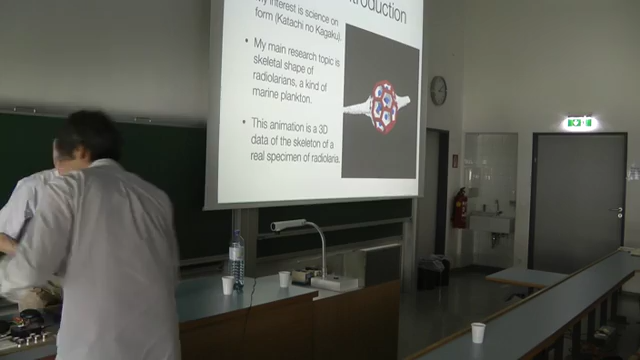 troduction
My interest is science on
form (Katachi no Kagaku).
• My main research topic is
skeletal shape of
radiolarians, a kind of
marine plankton.
• This animation is a 3D
data of the skeleton of a
real specimen of radiolaria.